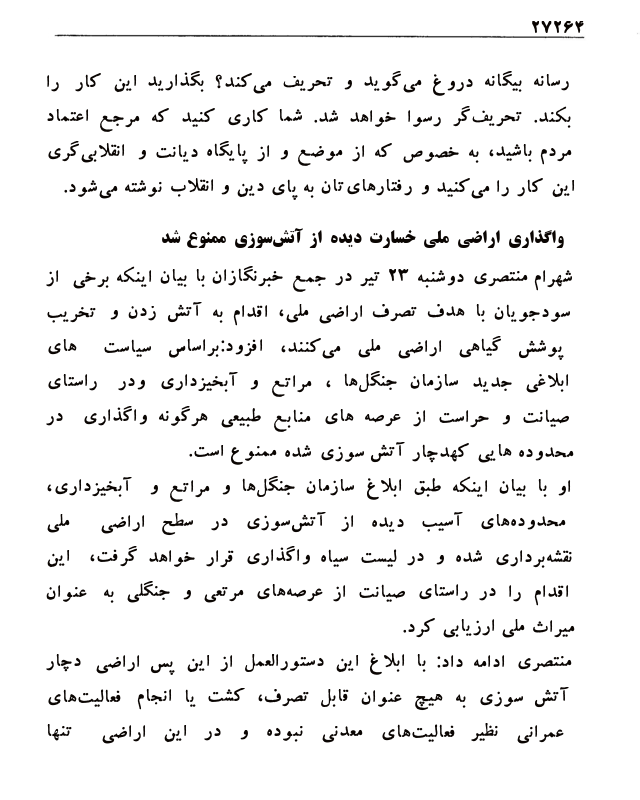 ۲۷۲۶۴
رسانه بیگانه دروغ می‌گوید و تحریف می‌کند؟ بگذارید این کار را
بکند. تحریف‌گر رسوا خواهد شد. شما کاری کنید که مرجع اعتماد
مردم باشید، به خصوص که از موضع و از پایگاه دیانت و انقلابی‌گری
این کار را می‌کنید و رفتارهای‌تان به پای دین و انقلاب نوشته می‌شود.
واگذاری اراضی ملی خسارت دیده از آتش‌سوزی ممنوع شد
شهرام منتصری دوشنبه ۲۳ تیر در جمع خبرنگازان با بیان اینکه برخی از
سودجویان با هدف تصرف اراضی ملی، اقدام به آتش زدن و تخریب
پوشش گیاهی اراضی ملی می‌کنند، افزود:براساس سیاست های
ابلاغی جدید سازمان جنگل‌ها ، مراتع و آبخیزداری ودر راستای
صیانت و حراست از عرصه های منابع طبیعی هرگونه واگذاری در
محدوده هایی کهدچار آتش سوزی شده ممنوع است.
او با بیان اینکه طبق ابلاغ سازمان جنگل‌ها و مراتع و آبخیزداری،
محدوده‌های آسیب دیده از آتش‌سوزی در سطح اراضی ملی
نقشه‌برداری شده و در لیست سیاه واگذاری قرار خواهد گرفت، این
اقدام را در راستای صیانت از عرصه‌های مرتعی و جنگلی به عنوان
میراث ملی ارزیابی کرد.
منتصری ادامه داد: با ابلاغ این دستورالعمل از این پس اراضی دچار
آتش سوزی به هیچ عنوان قابل تصرف، کشت یا انجام فعالیت‌های
عمرانی نظیر فعالیت‌های معدنی نبوده و در این اراضی تنها